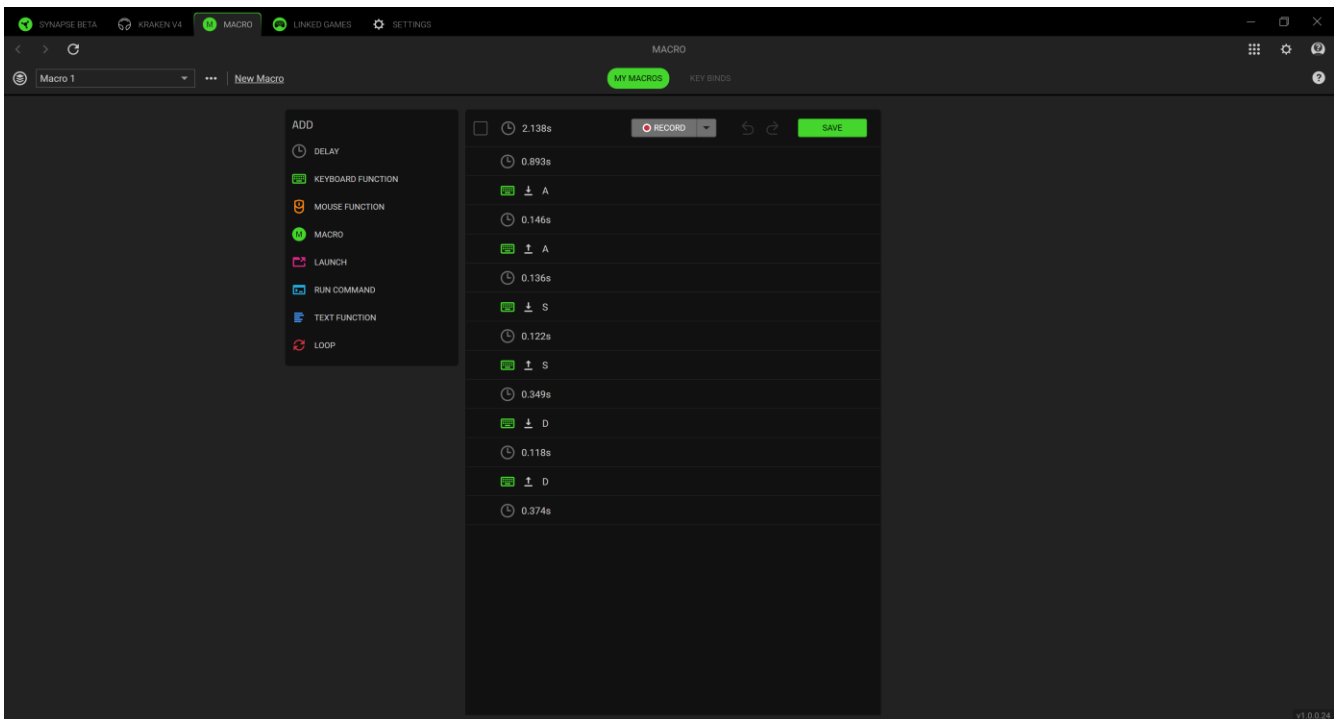 SYNAPSE BETA KRAKEN V4 M MACRO LINKED GAMES SETTINGS
MACRO
Macro 1 New Macro MY MACROS KEY BINDS ?
ADD
DELAY
KEYBOARD FUNCTION
MOUSE FUNCTION
M MACRO
LAUNCH
RUN COMMAND
TEXT FUNCTION
LOOP
2.138s RECORD SAVE
0.893s
A
0.146s
A
0.136s
S
0.122s
S
0.349s
D
0.118s
D
0.374s
v1.0.0.24